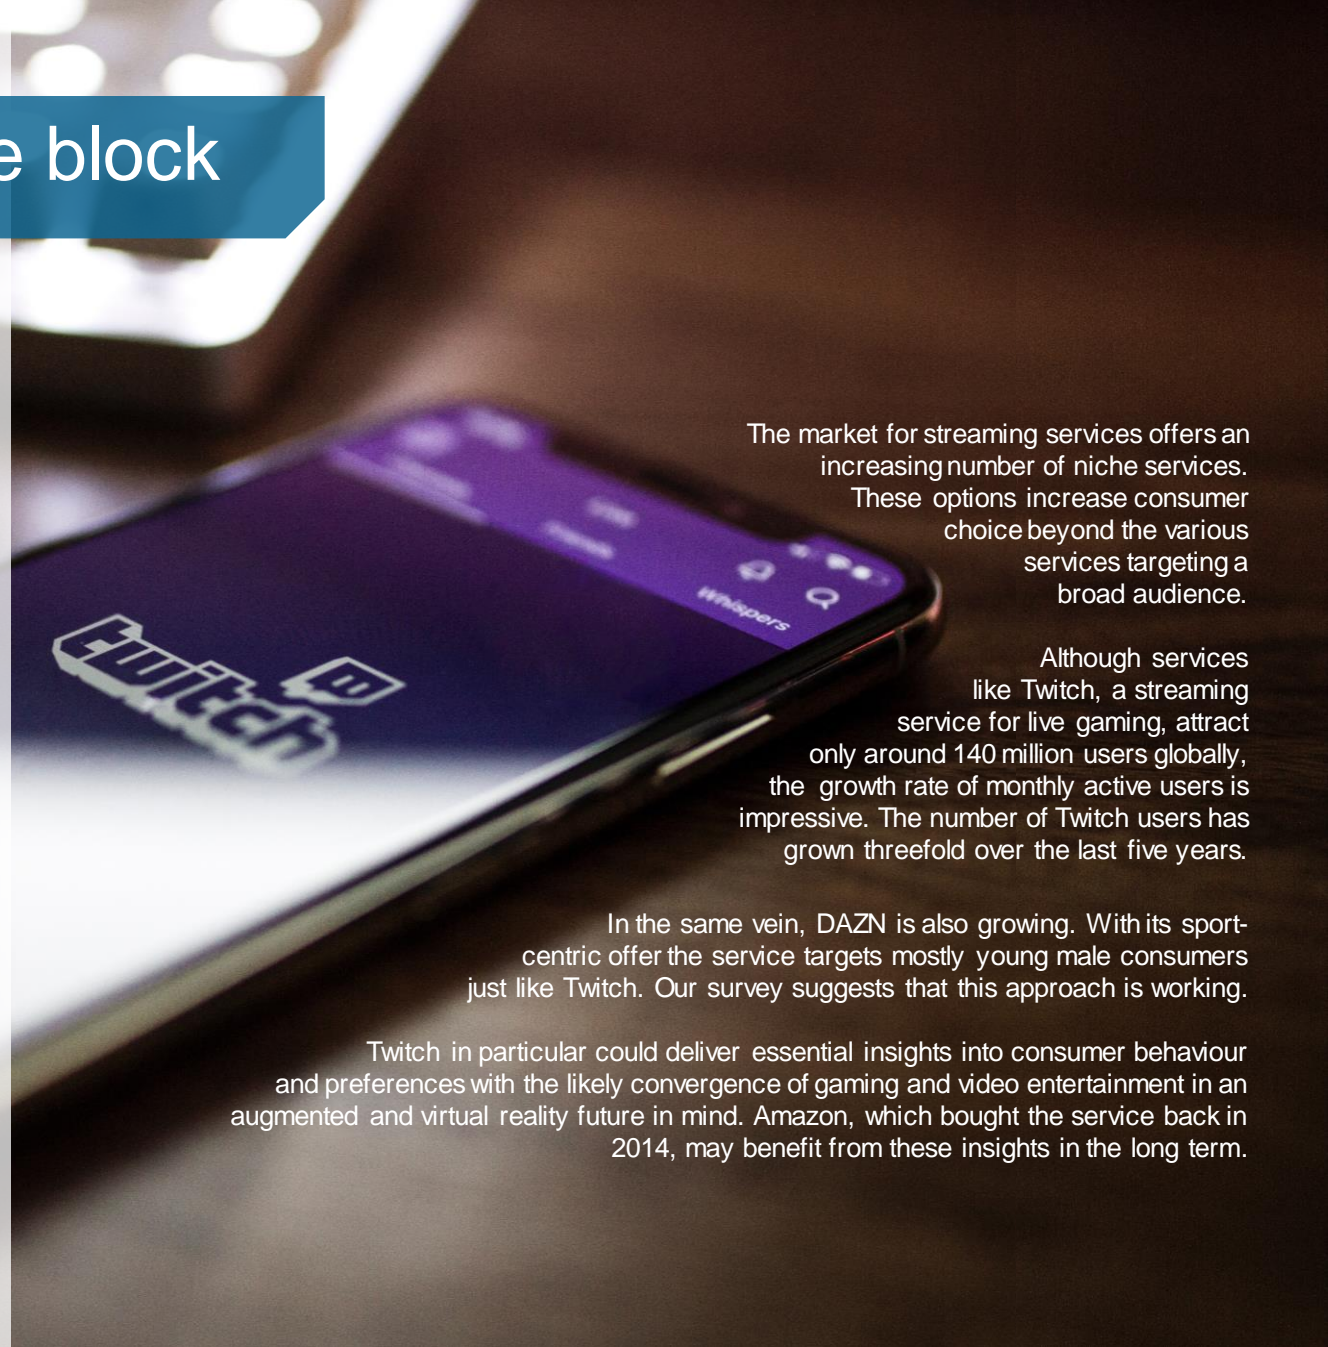 e block
The market for streaming services offers an
increasing number of niche services.
These options increase consumer
choice beyond the various
services targeting a
broad audience.
Although services
like Twitch, a streaming
service for live gaming, attract
only around 140 million users globally,
the growth rate of monthly active users is
impressive. The number of Twitch users has
grown threefold over the last five years.
In the same vein, DAZN is also growing. With its sport-
centric offer the service targets mostly young male consumers
just like Twitch. Our survey suggests that this approach is working.
Twitch in particular could deliver essential insights into consumer behaviour
and preferences with the likely convergence of gaming and video entertainment in an
augmented and virtual reality future in mind. Amazon, which bought the service back in
2014, may benefit from these insights in the long term.
Whispers
twitch